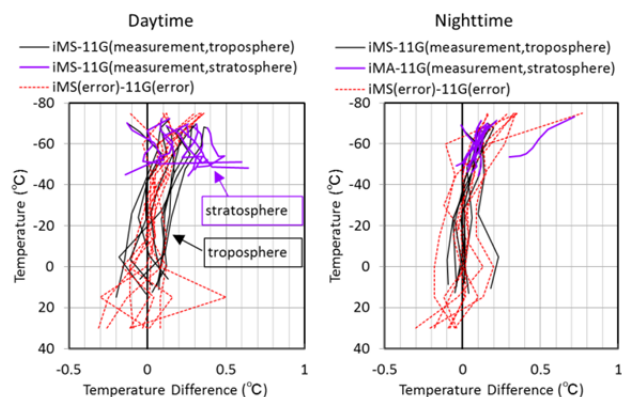 Daytime
iMS-11G(measurement,troposphere)
iMS-11G(measurement,stratosphere)
iMS(error)-11G(error)
-80
-60
-40
-20
0
20
40
Temperature (°C)
stratosphere
troposphere
-0.5 0 0.5 1
Temperature Difference (°C)
Nighttime
iMS-11G(measurement,troposphere)
iMA-11G(measurement,stratosphere)
iMS(error)-11G(error)
-80
-60
-40
-20
0
20
40
Temperature (°C)
-0.5 0 0.5 1
Temperature Difference (°C)